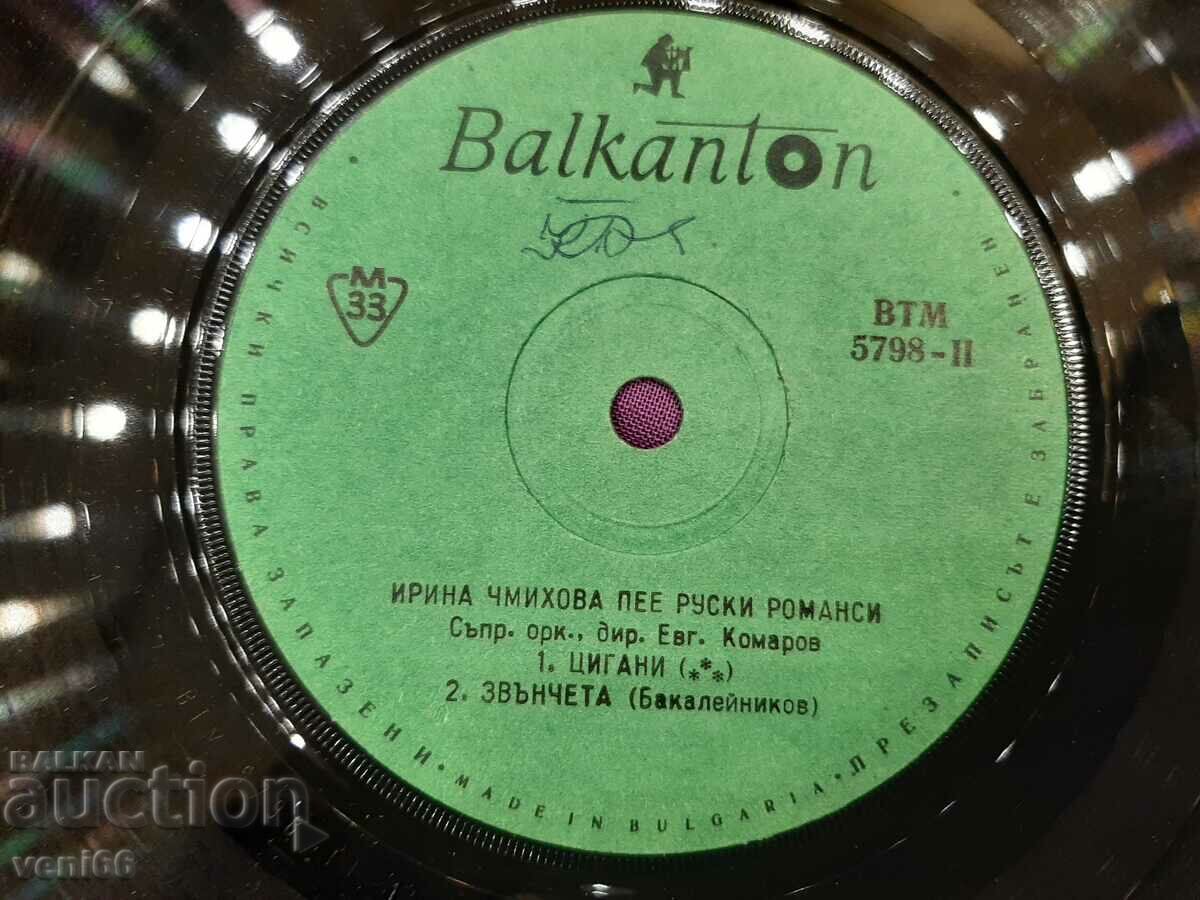 Balkanton
M
33
ВТМ
5798-II
ИРИНА ЧМИХОВА ПЕЕ РУСКИ РОМАНСИ
Съпр. орк., дир. Евг. Комаров
1. ЦИГАНИ (***)
2. ЗВЪНЧЕТА (Бакалейников)
ВСИЧКИ ПРАВА ЗАПАЗЕНИ • MADE IN BULGARIA • ПРЕЗАПИСЪТ Е ЗАБРАНЕН
BALKAN
auction
veni66